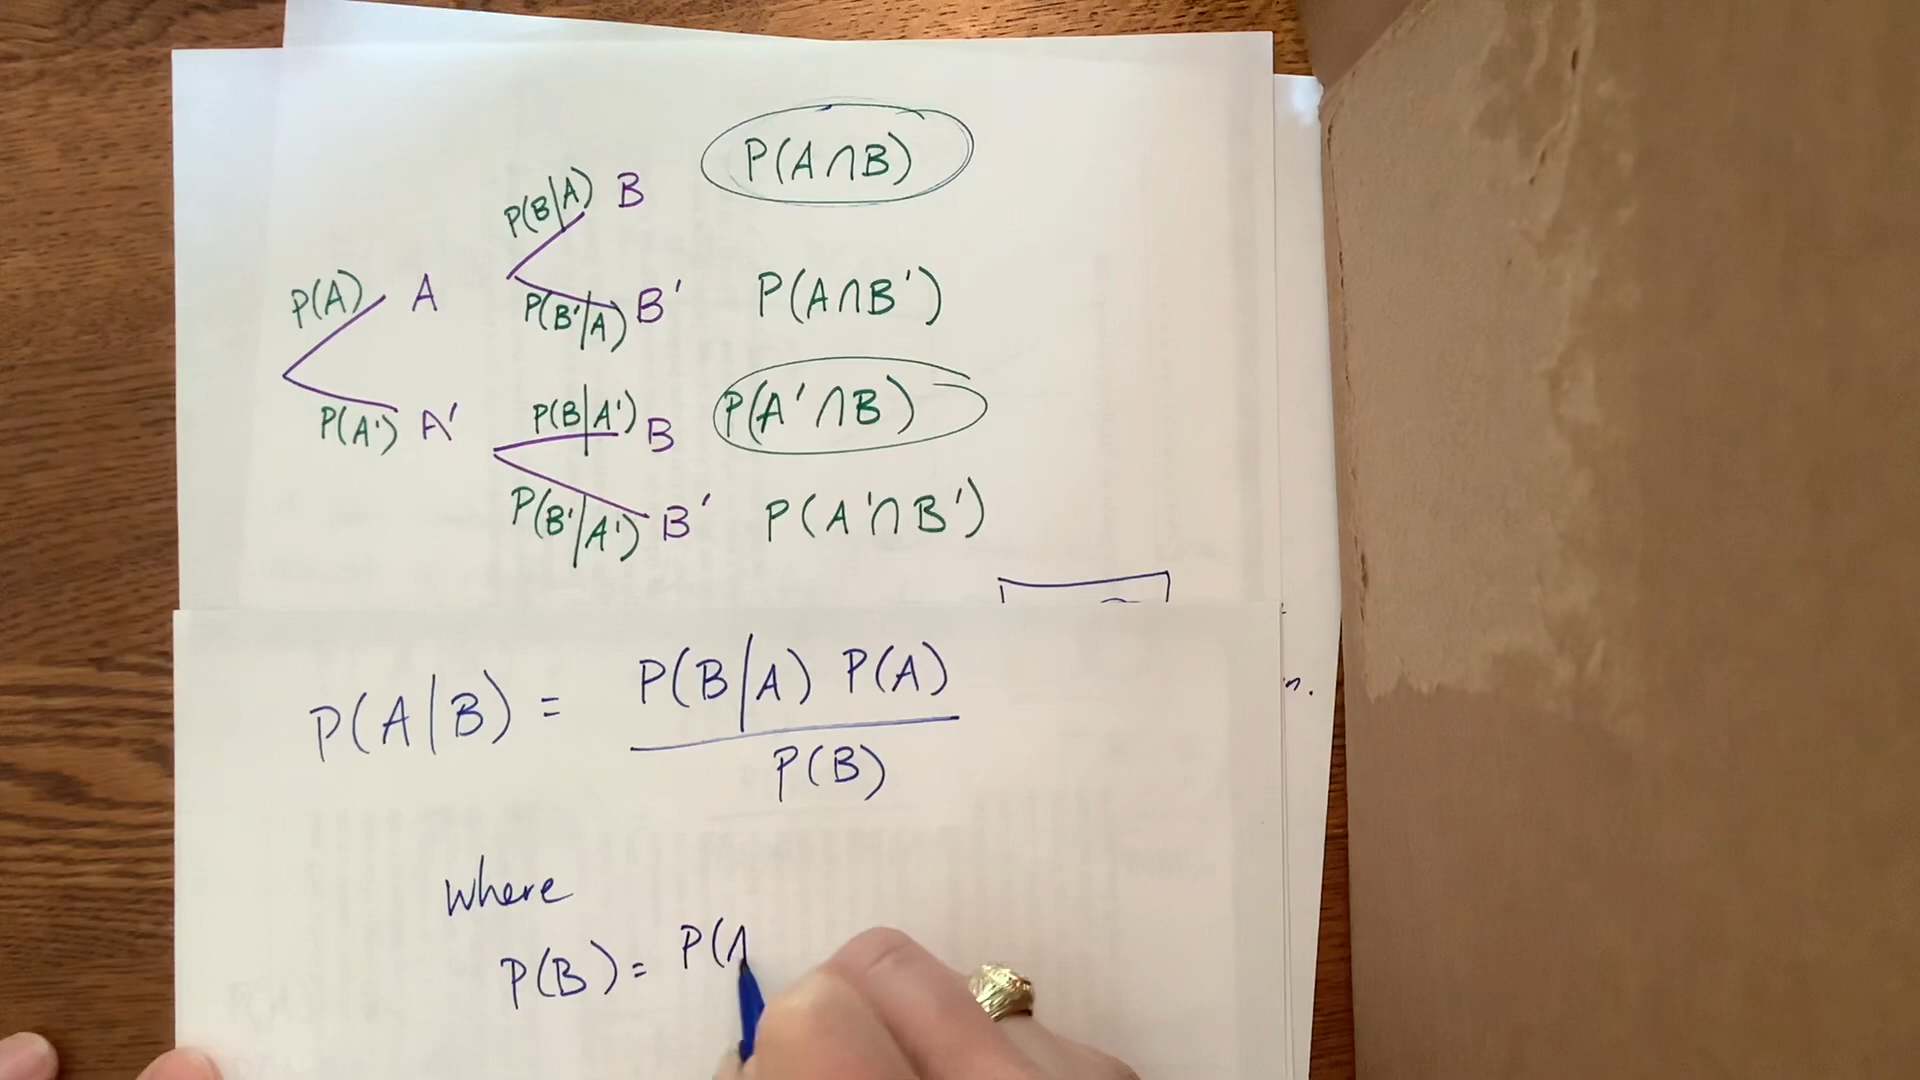 P(A∩B)
P(B|A) B
P(A) A
P(B'|A) B' P(A∩B')
P(A') A'
P(B|A') B P(A'∩B)
P(B'|A') B' P(A'∩B')
P(A|B) = P(B|A) P(A)
P(B)
n.
where
P(B) = P(A